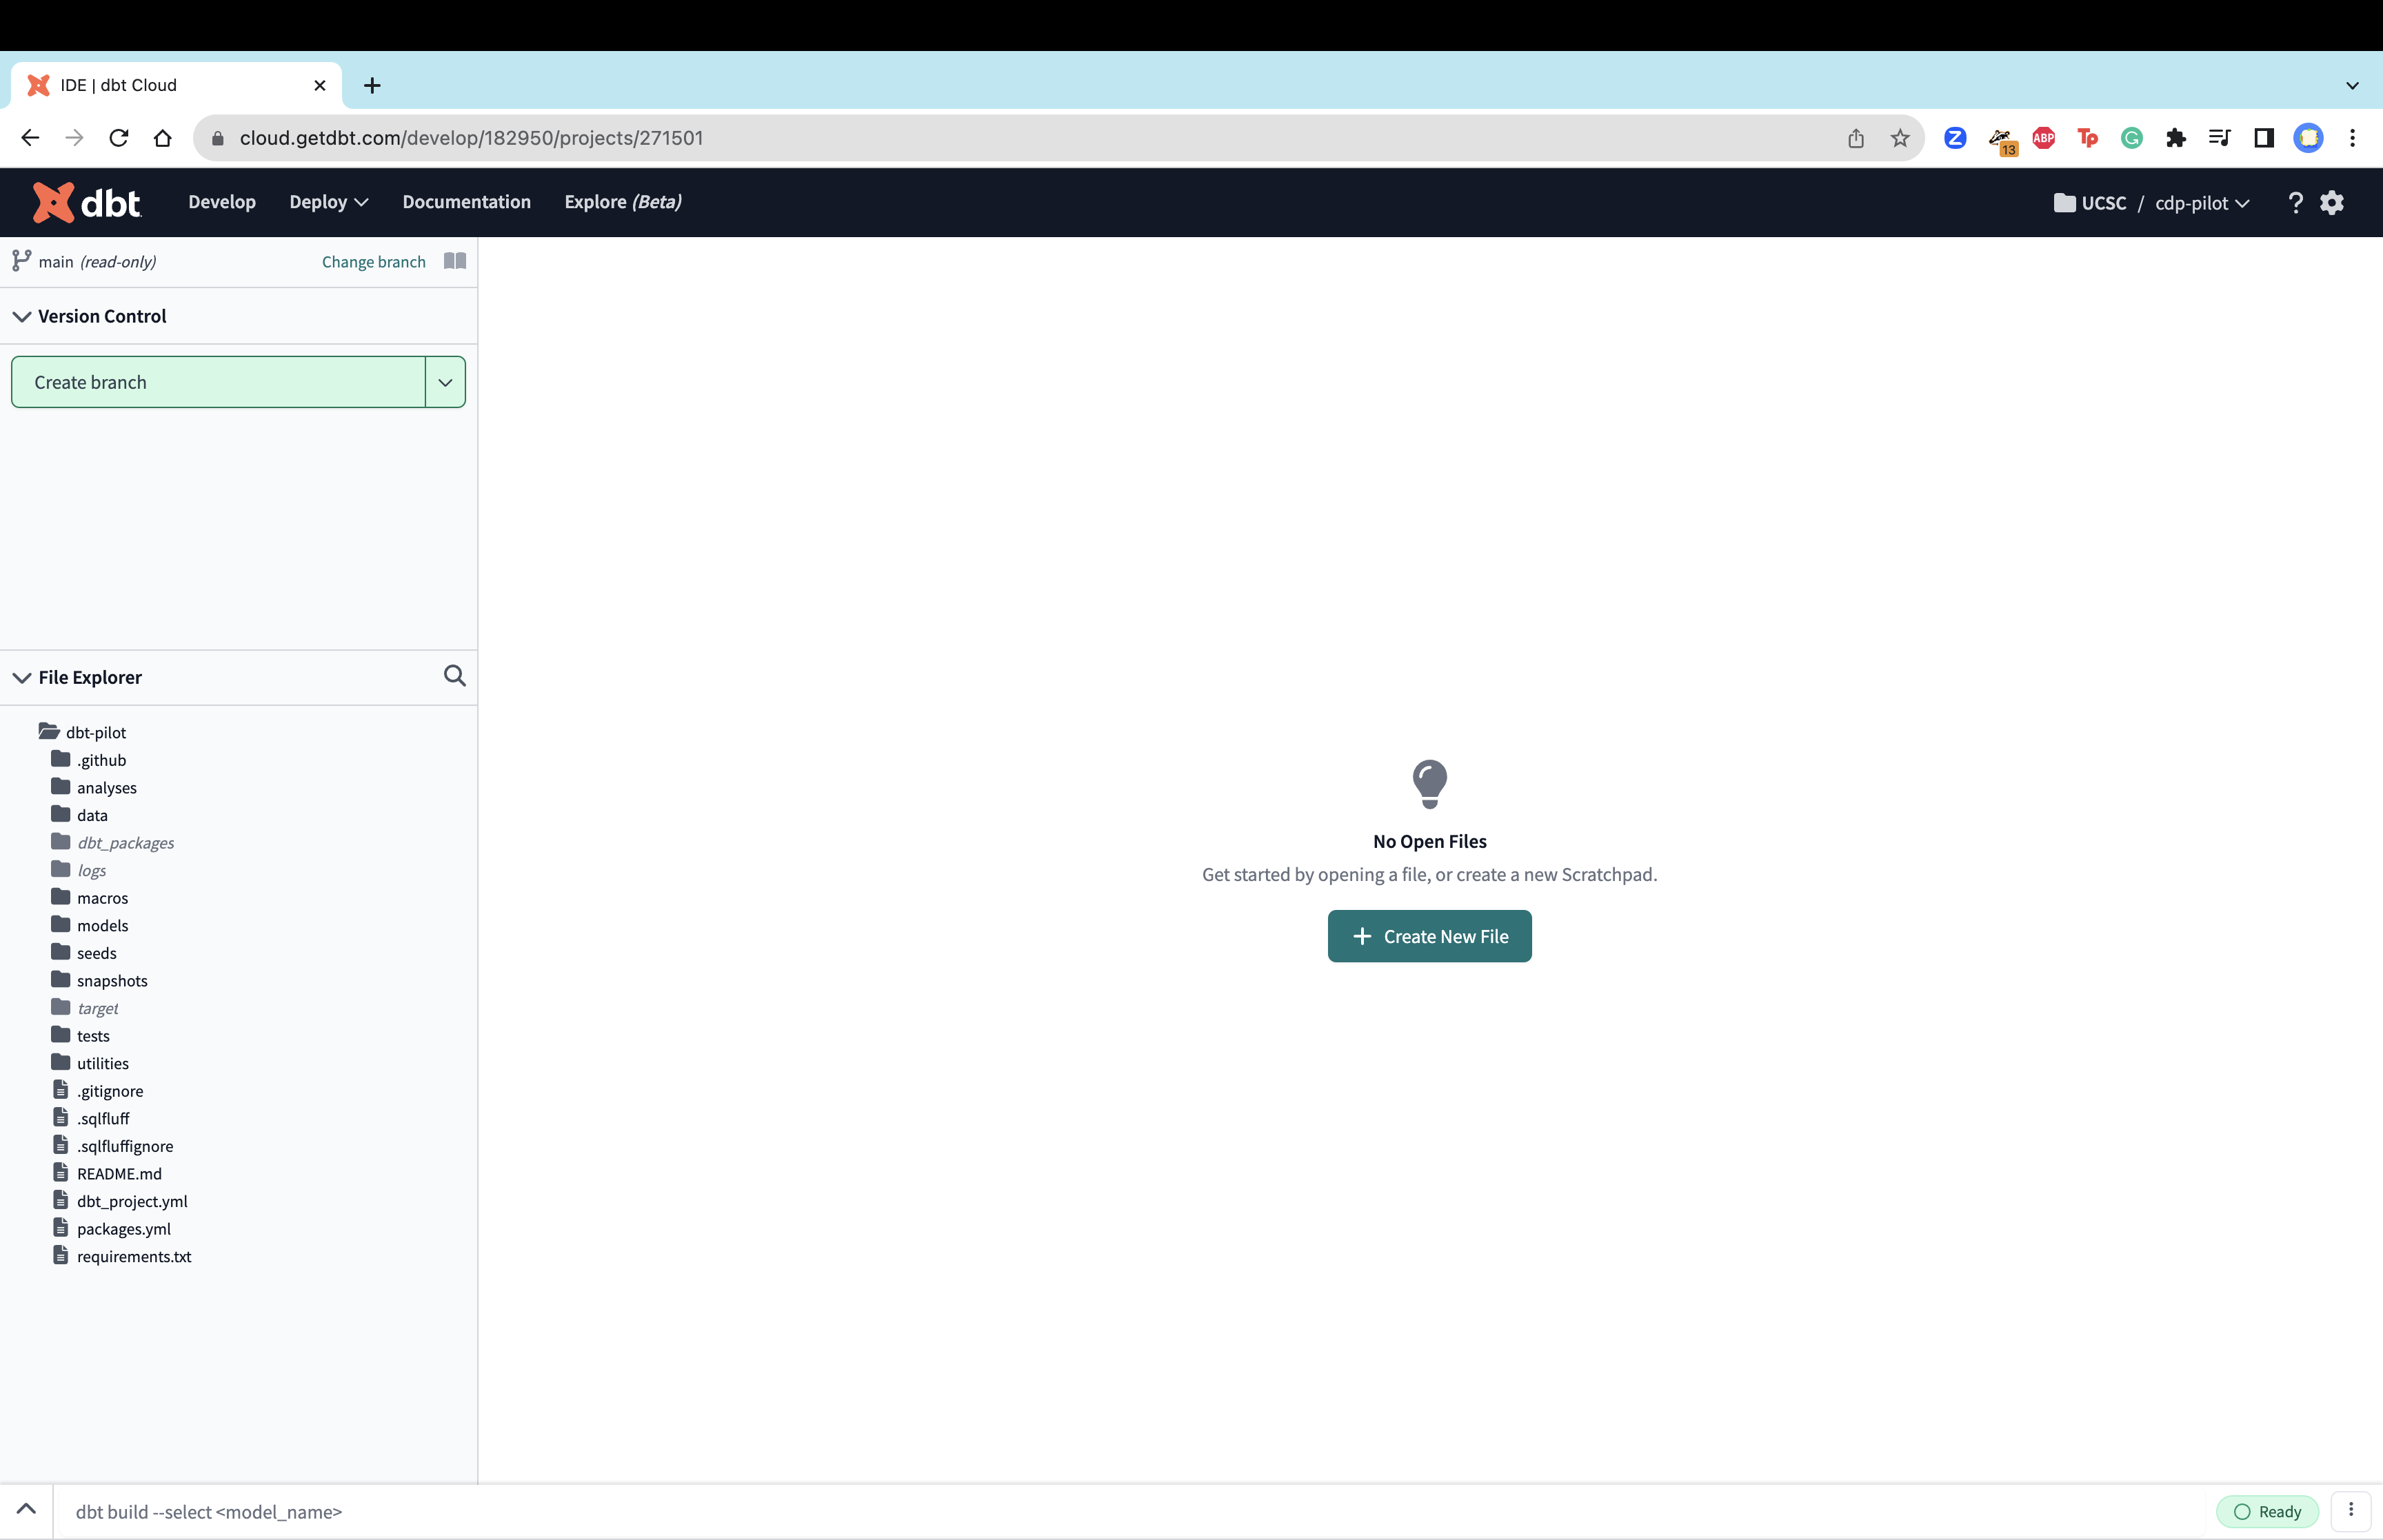 IDE | dbt Cloud
cloud.getdbt.com/develop/182950/projects/271501
13
ABP
Tp
dbt
Develop
Deploy
Documentation
Explore (Beta)
UCSC / cdp-pilot
?
main (read-only)
Change branch
Version Control
Create branch
File Explorer
dbt-pilot
.github
analyses
data
dbt_packages
logs
macros
models
seeds
snapshots
target
tests
utilities
.gitignore
.sqlfluff
.sqlfluffignore
README.md
dbt_project.yml
packages.yml
requirements.txt
No Open Files
Get started by opening a file, or create a new Scratchpad.
Create New File
dbt build --select <model_name>
Ready